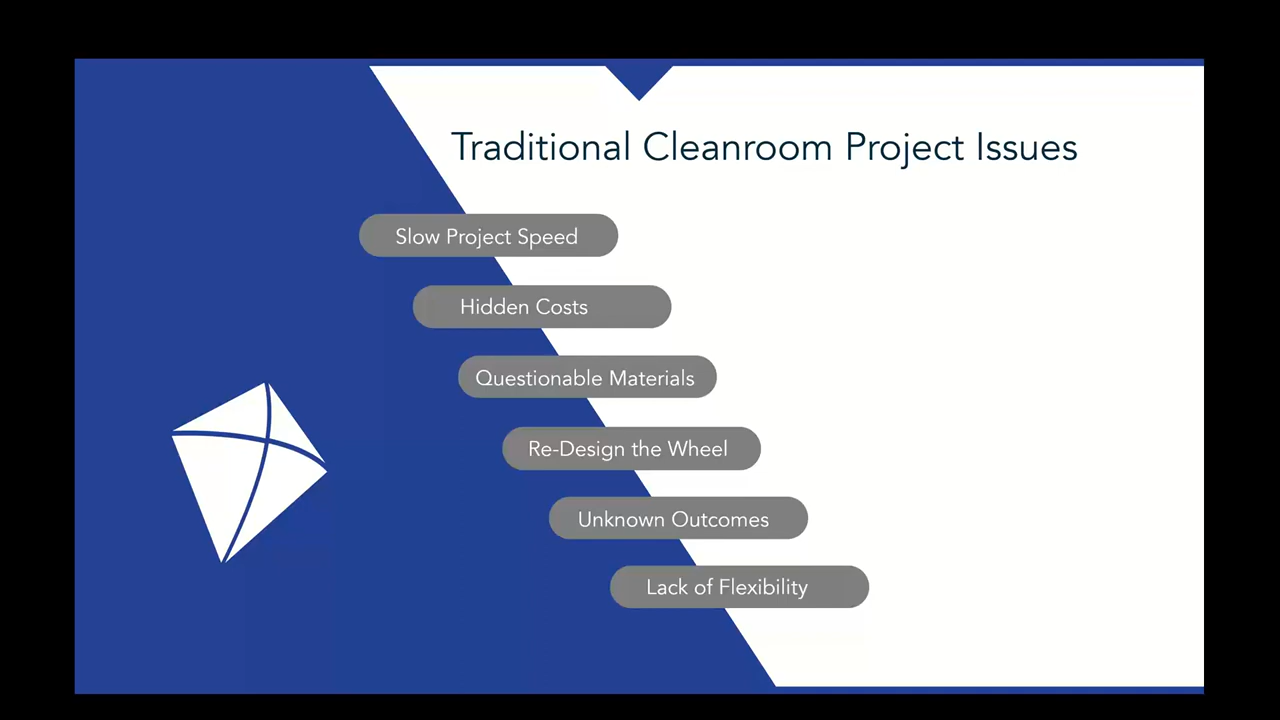 Traditional Cleanroom Project Issues
Slow Project Speed
Hidden Costs
Questionable Materials
Re-Design the Wheel
Unknown Outcomes
Lack of Flexibility